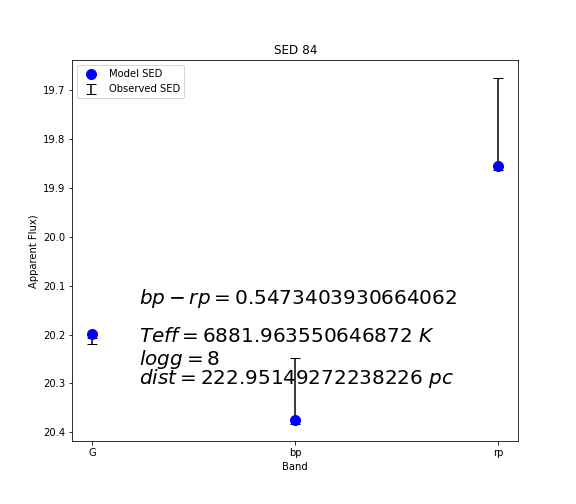 SED 84
Model SED
Observed SED
Apparent Flux)
19.7
19.8
19.9
20.0
20.1
20.2
20.3
20.4
bp − rp = 0.5473403930664062
Teff = 6881.963550646872 K
logg = 8
dist = 222.95149272238226 pc
G
bp
rp
Band